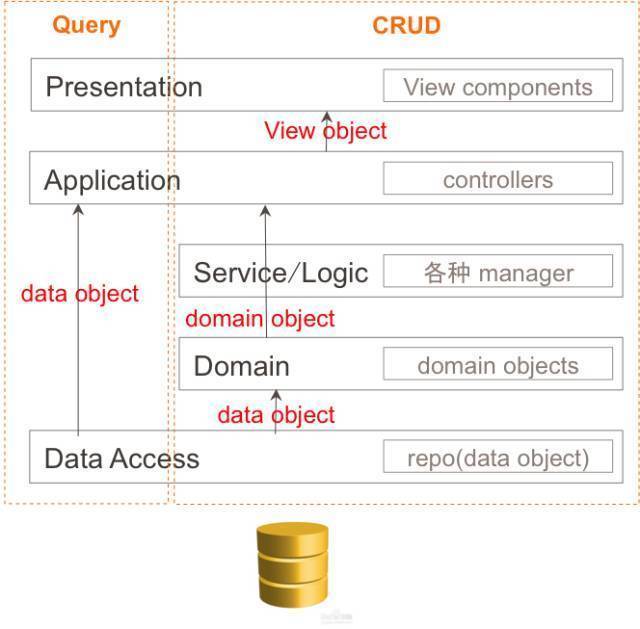 Query
CRUD
Presentation
View components
View object
Application
controllers
Service/Logic
各种 manager
data object
domain object
Domain
domain objects
data object
Data Access
repo(data object)